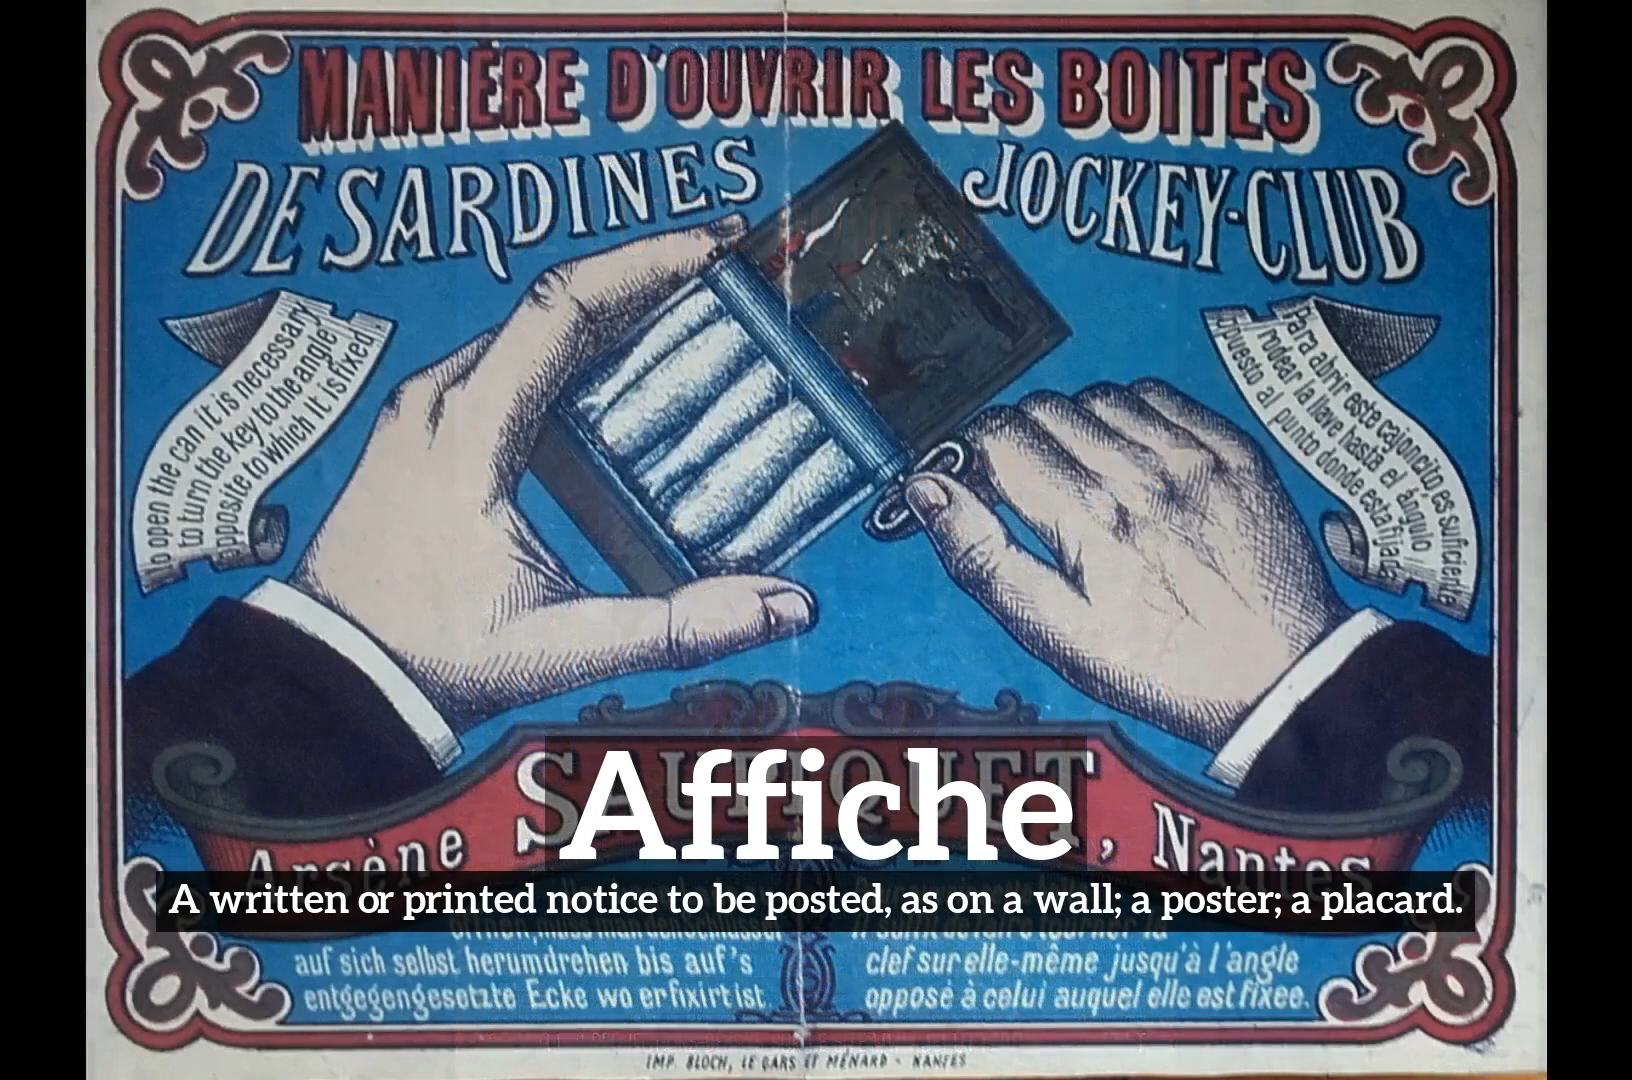 MANIÈRE D'OUVRIR LES BOITES
DE SARDINES JOCKEY-CLUB
To open the can it is necessary
to turn the key to the angle
opposite to which it is fixed
Para abrir este cajoncito, es suficiente
rodear la llave hasta el ángulo
opuesto al punto donde esta fijada
Arsène SAUPIQUET, Nantes
Affiche
A written or printed notice to be posted, as on a wall; a poster; a placard.
auf sich selbst herumdrehen bis auf's
entgegengesetzte Ecke wo er fixirt ist.
clef sur elle-même jusqu'à l'angle
opposé à celui auquel elle est fixée.
IMP. BLOCH, LE GARS ET MÉNARD - NANTES